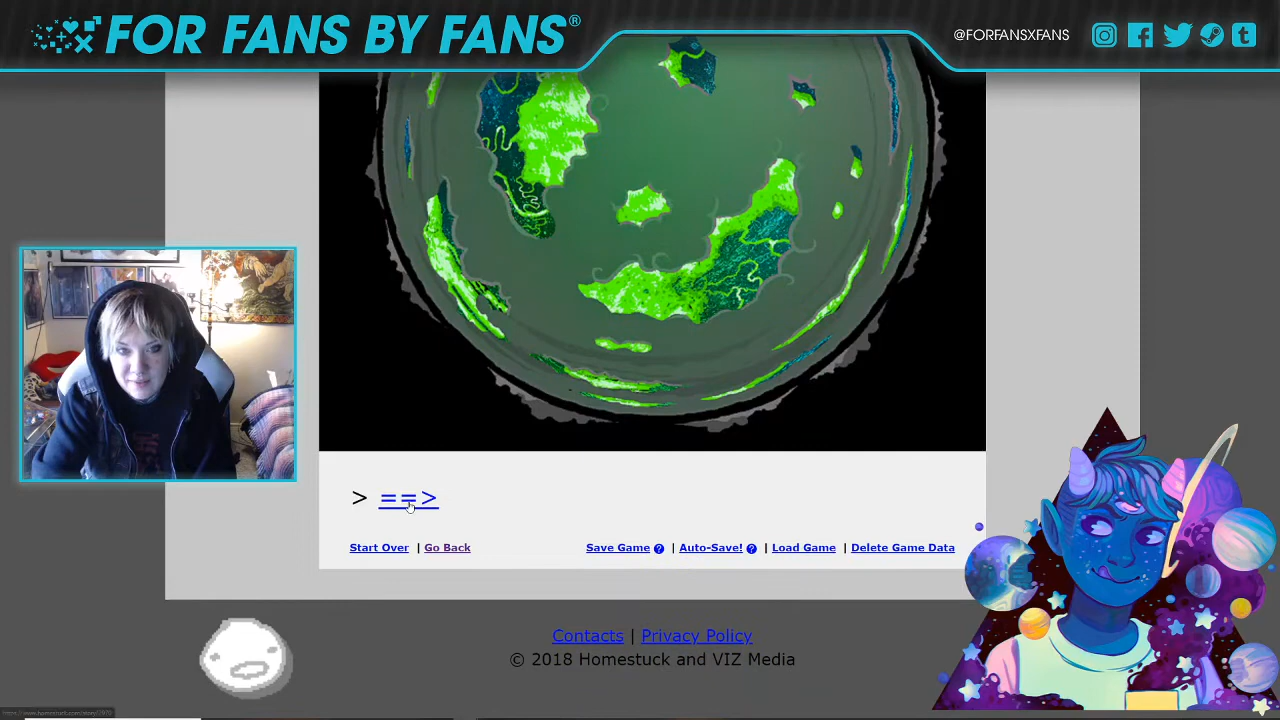 FOR FANS BY FANS®
@FORFANSXFANS
> ==>
Start Over | Go Back
Save Game ? | Auto-Save! ? | Load Game | Delete Game Data
Contacts | Privacy Policy
© 2018 Homestuck and VIZ Media